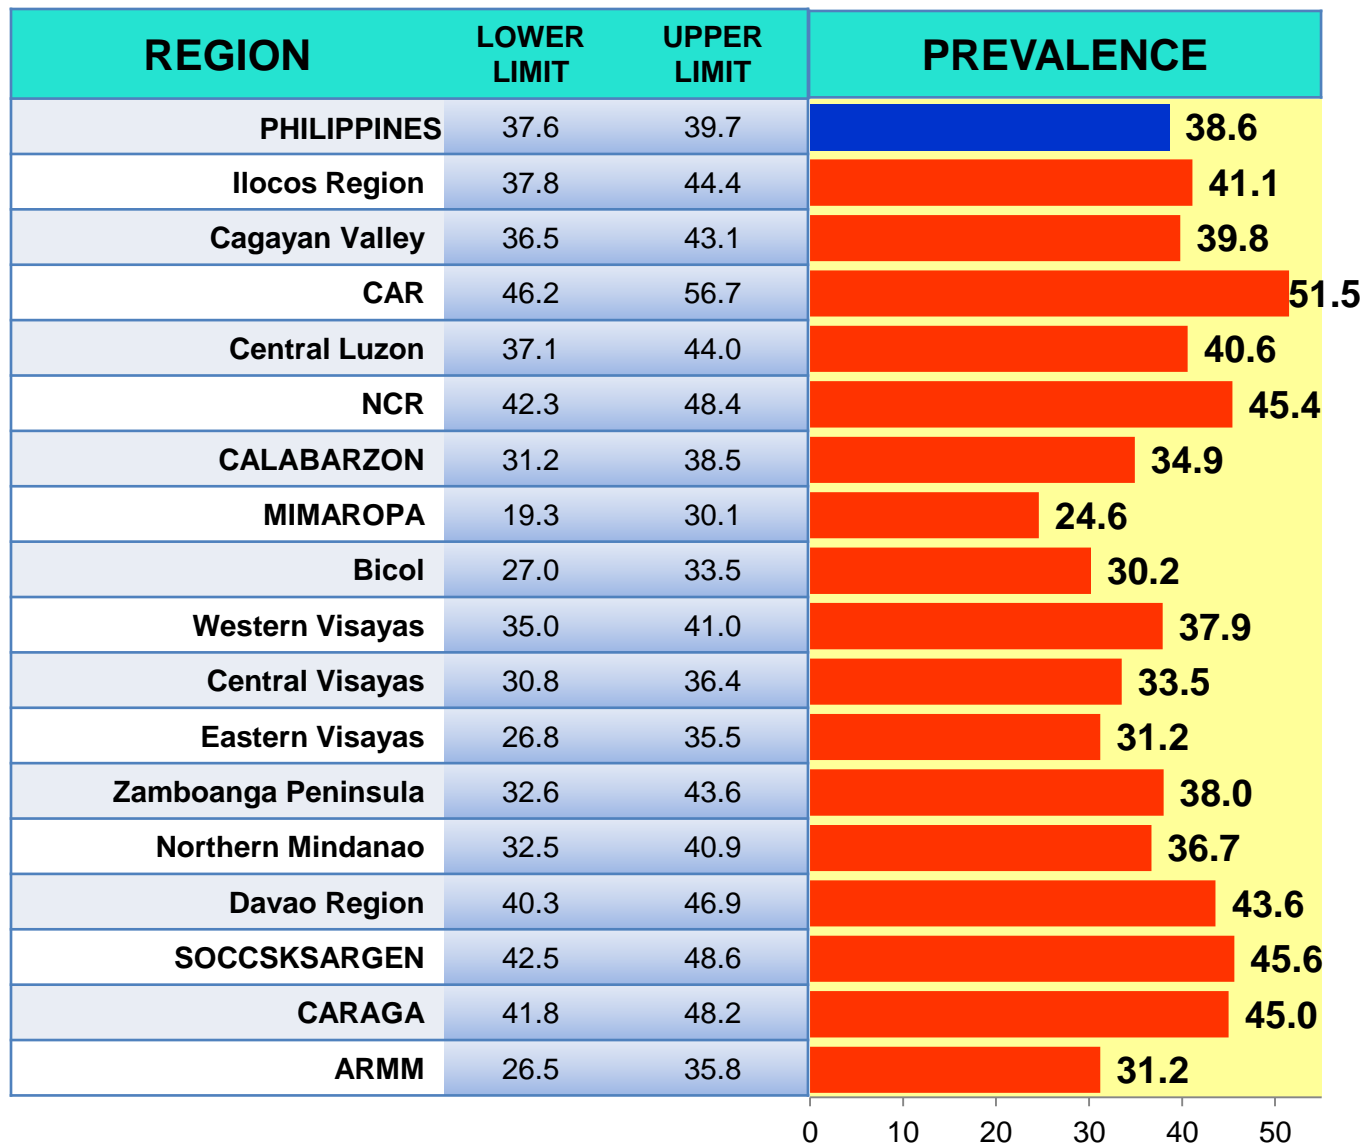 REGION LOWER LIMIT UPPER LIMIT PREVALENCE
PHILIPPINES 37.6 39.7 38.6
Ilocos Region 37.8 44.4 41.1
Cagayan Valley 36.5 43.1 39.8
CAR 46.2 56.7 51.5
Central Luzon 37.1 44.0 40.6
NCR 42.3 48.4 45.4
CALABARZON 31.2 38.5 34.9
MIMAROPA 19.3 30.1 24.6
Bicol 27.0 33.5 30.2
Western Visayas 35.0 41.0 37.9
Central Visayas 30.8 36.4 33.5
Eastern Visayas 26.8 35.5 31.2
Zamboanga Peninsula 32.6 43.6 38.0
Northern Mindanao 32.5 40.9 36.7
Davao Region 40.3 46.9 43.6
SOCCSKSARGEN 42.5 48.6 45.6
CARAGA 41.8 48.2 45.0
ARMM 26.5 35.8 31.2
0 10 20 30 40 50